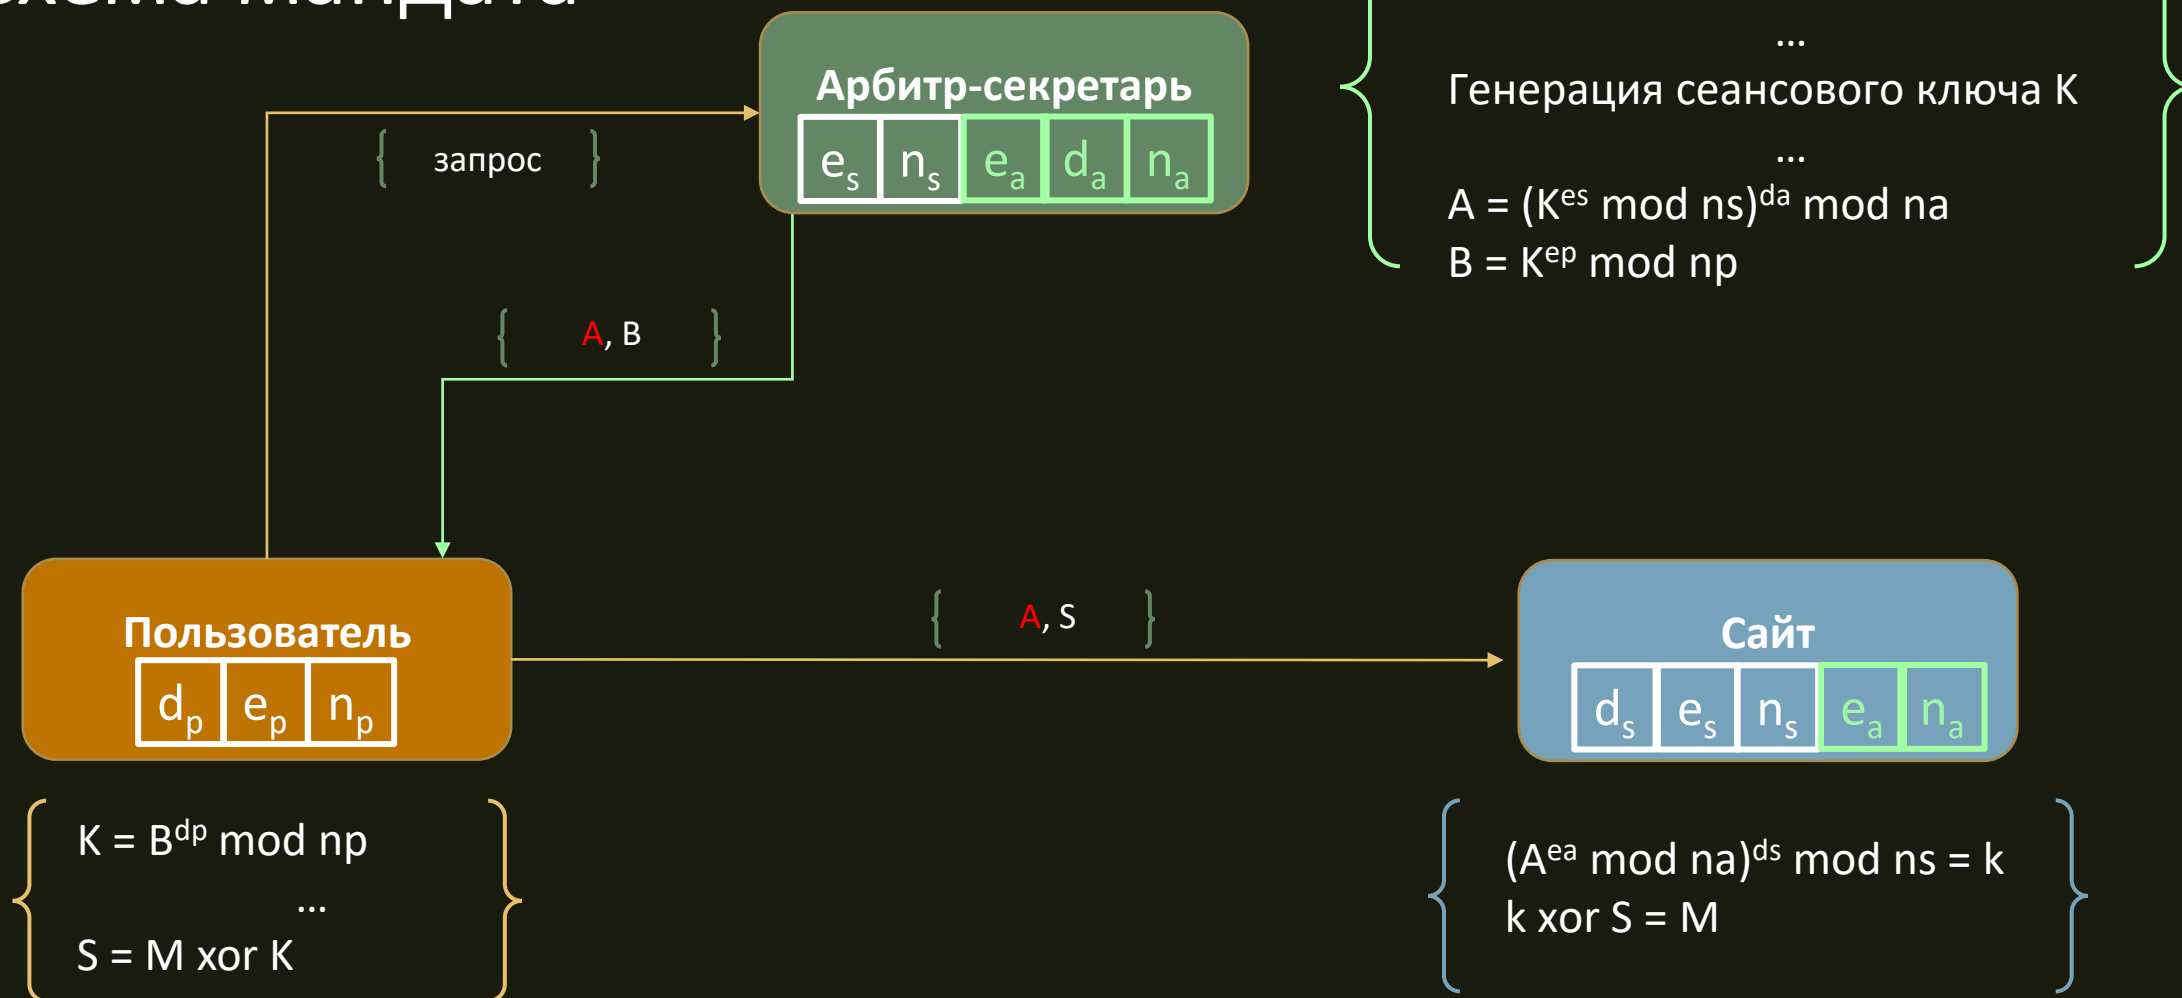 схема мандата
Арбитр-секретарь
e_s n_s e_a d_a n_a
...
Генерация сеансового ключа K
...
A = (K^es mod ns)^da mod na
B = K^ep mod np
запрос
A, B
Пользователь
d_p e_p n_p
A, S
Сайт
d_s e_s n_s e_a n_a
K = B^dp mod np
...
S = M xor K
(A^ea mod na)^ds mod ns = k
k xor S = M